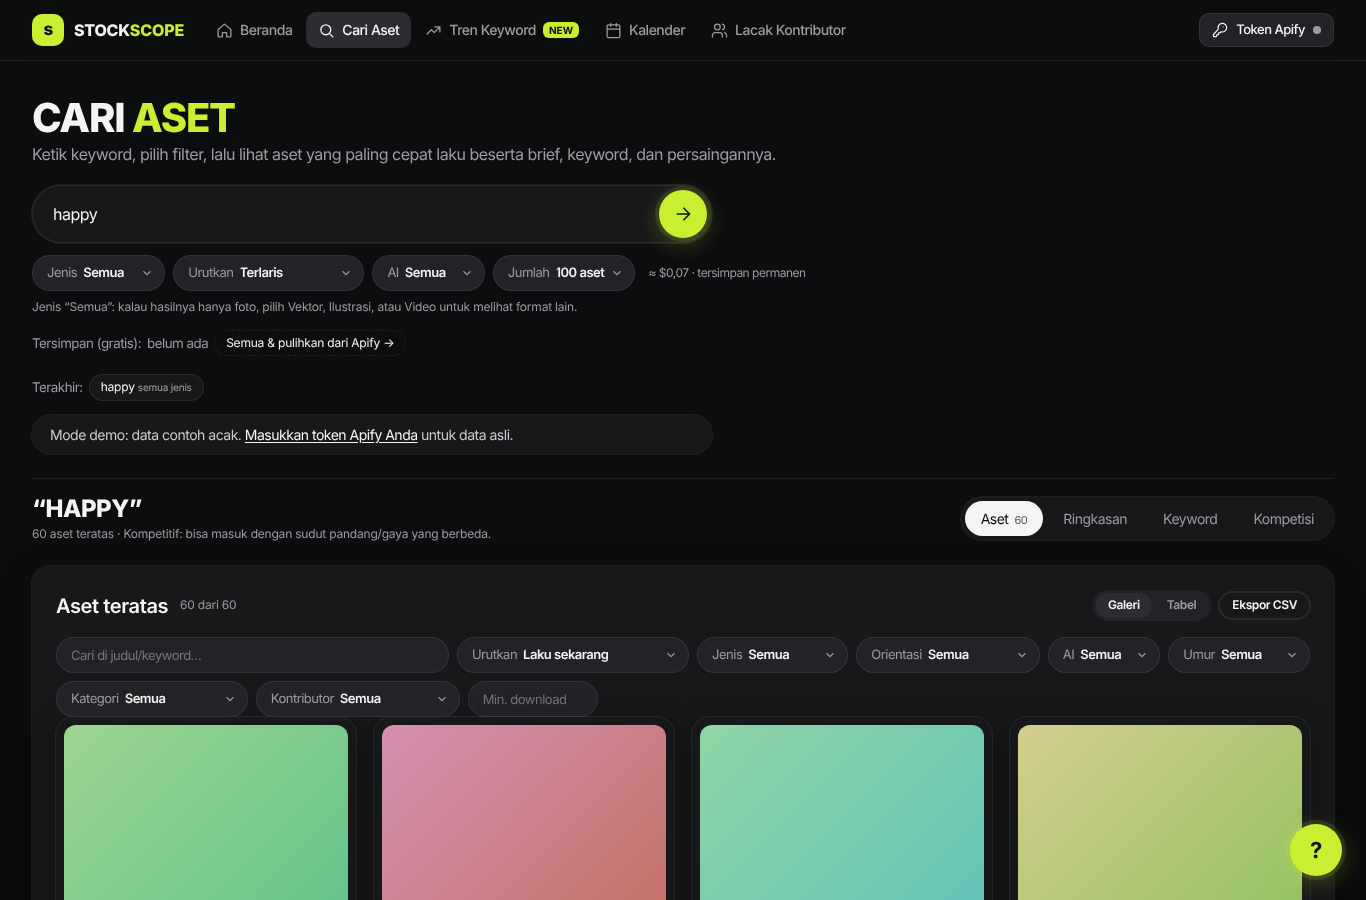 S STOCKSCOPE Beranda Cari Aset Tren Keyword NEW Kalender Lacak Kontributor Token Apify
CARI ASET
Ketik keyword, pilih filter, lalu lihat aset yang paling cepat laku beserta brief, keyword, dan persaingannya.
happy
Jenis Semua Urutkan Terlaris AI Semua Jumlah 100 aset ≈ $0,07 · tersimpan permanen
Jenis “Semua”: kalau hasilnya hanya foto, pilih Vektor, Ilustrasi, atau Video untuk melihat format lain.
Tersimpan (gratis): belum ada Semua & pulihkan dari Apify →
Terakhir: happy semua jenis
Mode demo: data contoh acak. Masukkan token Apify Anda untuk data asli.
“HAPPY”
60 aset teratas · Kompetitif: bisa masuk dengan sudut pandang/gaya yang berbeda.
Aset 60 Ringkasan Keyword Kompetisi
Aset teratas 60 dari 60 Galeri Tabel Ekspor CSV
Cari di judul/keyword... Urutkan Laku sekarang Jenis Semua Orientasi Semua AI Semua Umur Semua
Kategori Semua Kontributor Semua Min. download
?